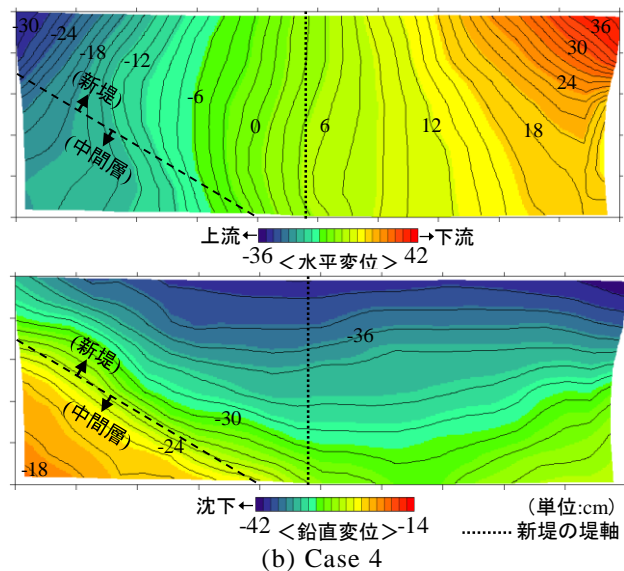 -30 -24 -18 -12 -6 0 6 12 18 24 30 36
(新堤)
(中間層)
上流← →下流
-36 <水平変位> 42
(新堤)
(中間層)
-36
-30
-24
-18
沈下←
-42 <鉛直変位> -14
(単位:cm)
新堤の堤軸
(b) Case 4